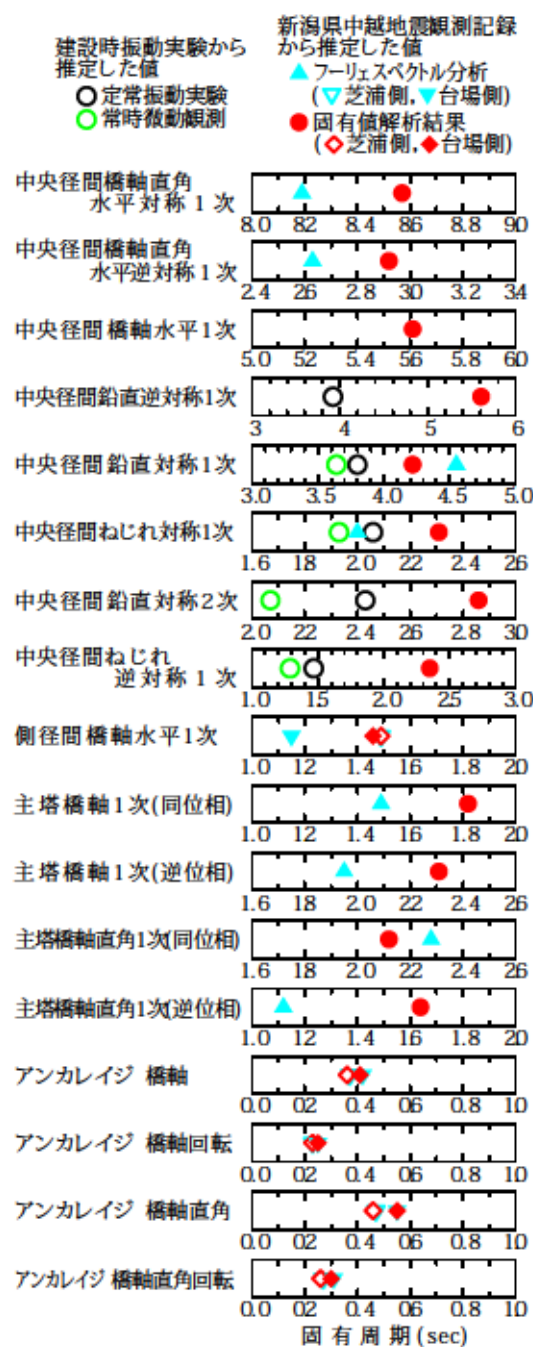 建設時振動実験から
推定した値
定常振動実験
常時微動観測
新潟県中越地震観測記録
から推定した値
フーリェスペクトル分析
(芝浦側,台場側)
固有値解析結果
(芝浦側,台場側)
中央径間橋軸直角
水平対称1次
8.0 8.2 8.4 8.6 8.8 9.0
中央径間橋軸直角
水平逆対称1次
2.4 2.6 2.8 3.0 3.2 3.4
中央径間橋軸水平1次
5.0 5.2 5.4 5.6 5.8 6.0
中央径間鉛直逆対称1次
3 4 5 6
中央径間鉛直対称1次
3.0 3.5 4.0 4.5 5.0
中央径間ねじれ対称1次
1.6 1.8 2.0 2.2 2.4 2.6
中央径間鉛直対称2次
2.0 2.2 2.4 2.6 2.8 3.0
中央径間ねじれ
逆対称1次
1.0 1.5 2.0 2.5 3.0
側径間橋軸水平1次
1.0 1.2 1.4 1.6 1.8 2.0
主塔橋軸1次(同位相)
1.0 1.2 1.4 1.6 1.8 2.0
主塔橋軸1次(逆位相)
1.6 1.8 2.0 2.2 2.4 2.6
主塔橋軸直角1次(同位相)
1.6 1.8 2.0 2.2 2.4 2.6
主塔橋軸直角1次(逆位相)
1.0 1.2 1.4 1.6 1.8 2.0
アンカレイジ 橋軸
0.0 0.2 0.4 0.6 0.8 1.0
アンカレイジ 橋軸回転
0.0 0.2 0.4 0.6 0.8 1.0
アンカレイジ 橋軸直角
0.0 0.2 0.4 0.6 0.8 1.0
アンカレイジ 橋軸直角回転
0.0 0.2 0.4 0.6 0.8 1.0
固有周期(sec)